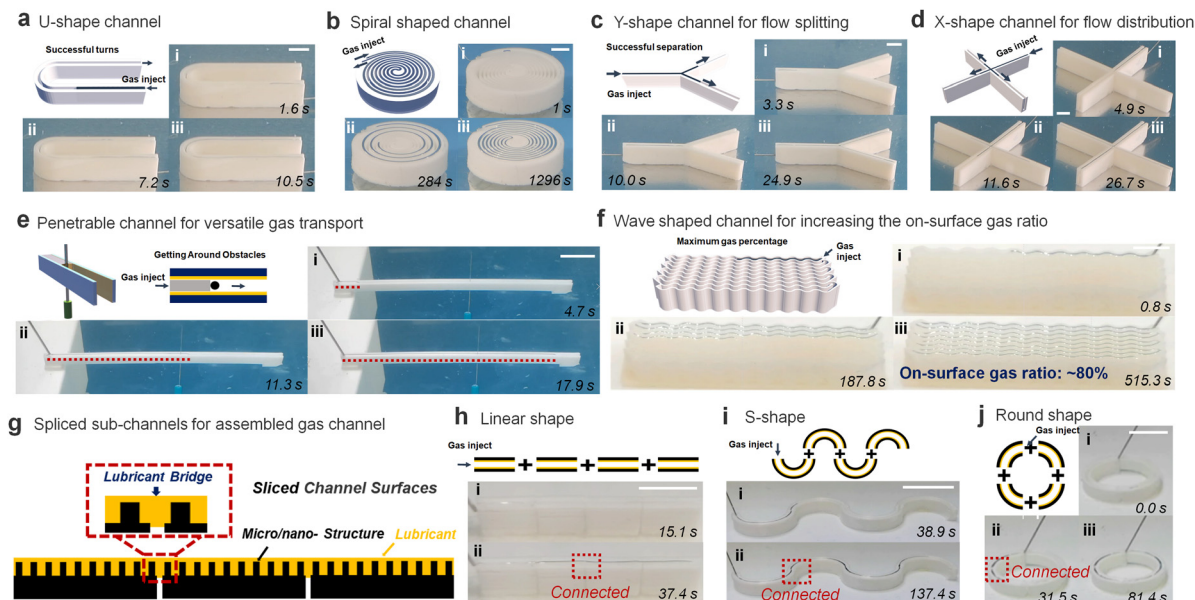 a U-shape channel
Successful turns
Gas inject
i
1.6 s
ii
7.2 s
iii
10.5 s
b Spiral shaped channel
Gas inject
i
1 s
ii
284 s
iii
1296 s
c Y-shape channel for flow splitting
Successful separation
Gas inject
i
3.3 s
ii
10.0 s
iii
24.9 s
d X-shape channel for flow distribution
Gas inject
i
4.9 s
ii
11.6 s
iii
26.7 s
e Penetrable channel for versatile gas transport
Getting Around Obstacles
Gas inject
i
4.7 s
ii
11.3 s
iii
17.9 s
f Wave shaped channel for increasing the on-surface gas ratio
Maximum gas percentage
Gas
inject
i
0.8 s
ii
187.8 s
iii
On-surface gas ratio: ~80%
515.3 s
g Spliced sub-channels for assembled gas channel
Lubricant Bridge
Sliced Channel Surfaces
Micro/nano- Structure
Lubricant
h Linear shape
Gas inject
+ + +
i
15.1 s
ii
Connected
37.4 s
i S-shape
Gas inject
+ + +
i
38.9 s
ii
Connected
137.4 s
j Round shape
Gas inject
+
+ +
+
i
0.0 s
ii
Connected
31.5 s
iii
81.4 s